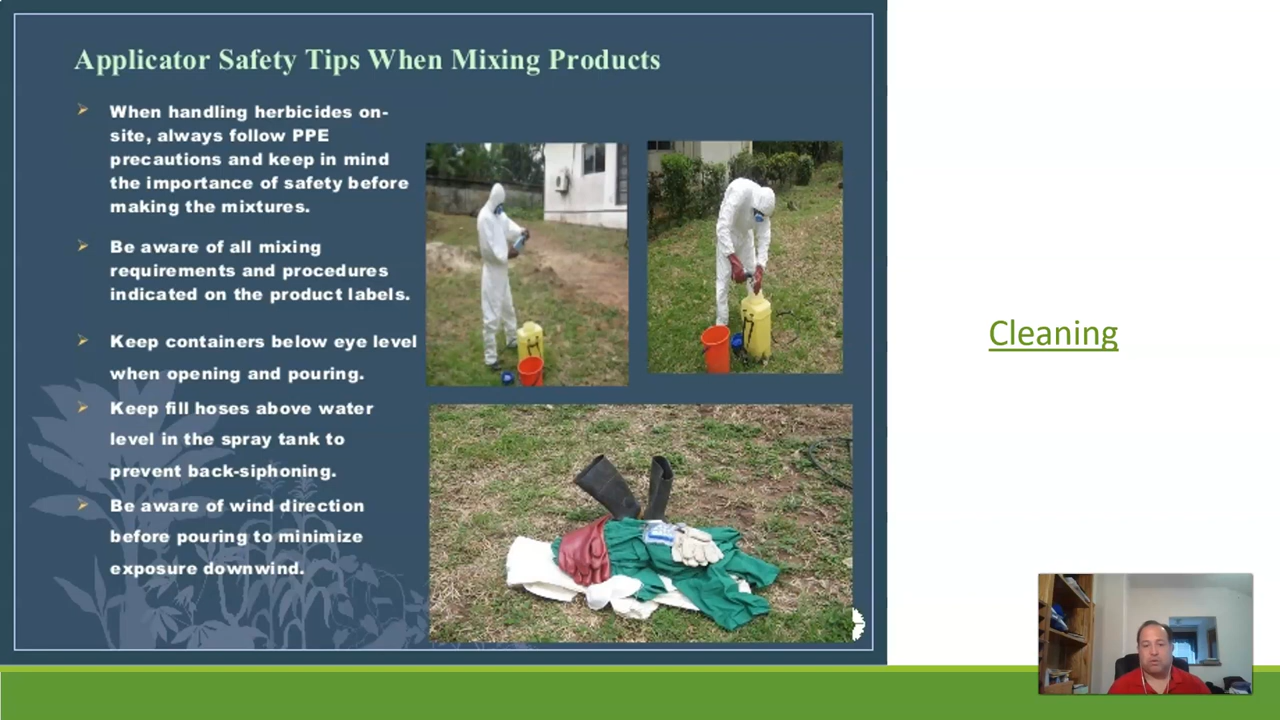 Applicator Safety Tips When Mixing Products
When handling herbicides on-
site, always follow PPE
precautions and keep in mind
the importance of safety before
making the mixtures.
Be aware of all mixing
requirements and procedures
indicated on the product labels.
Keep containers below eye level
when opening and pouring.
Keep fill hoses above water
level in the spray tank to
prevent back-siphoning.
Be aware of wind direction
before pouring to minimize
exposure downwind.
Cleaning